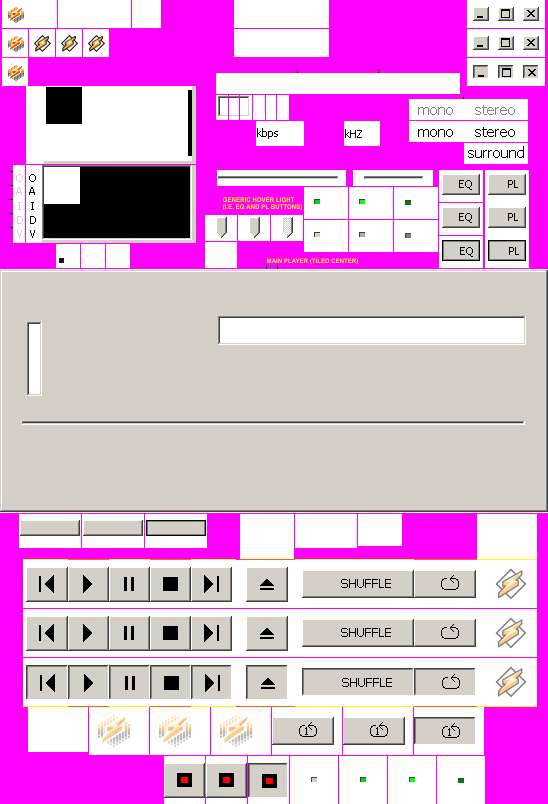 mono stereo
kbps
kHZ
mono stereo
surround
O O
A A
I I
D D
V V
EQ PL
GENERIC HOVER LIGHT
(I.E. EQ AND PL BUTTONS)
EQ PL
EQ PL
MAIN PLAYER (TILED CENTER)
SHUFFLE
SHUFFLE
SHUFFLE
1 1 1